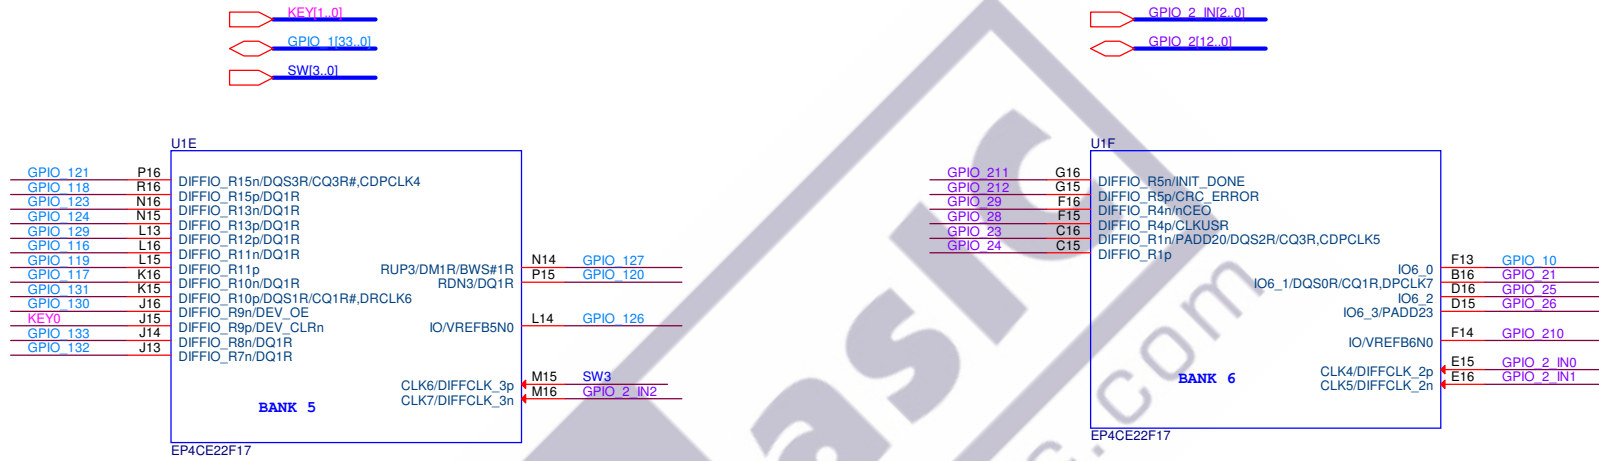 KEY[1..0]
GPIO_1[33..0]
SW[3..0]
GPIO_2_IN[2..0]
GPIO_2[12..0]
U1E
GPIO_121 P16 DIFFIO_R15n/DQS3R/CQ3R#,CDPCLK4
GPIO_118 R16 DIFFIO_R15p/DQ1R
GPIO_123 N16 DIFFIO_R13n/DQ1R
GPIO_124 N15 DIFFIO_R13p/DQ1R
GPIO_129 L13 DIFFIO_R12p/DQ1R
GPIO_116 L16 DIFFIO_R11n/DQ1R
GPIO_119 L15 DIFFIO_R11p
GPIO_117 K16 DIFFIO_R10n/DQ1R
GPIO_131 K15 DIFFIO_R10p/DQS1R/CQ1R#,DRCLK6
GPIO_130 J16 DIFFIO_R9n/DEV_OE
KEY0 J15 DIFFIO_R9p/DEV_CLRn
GPIO_133 J14 DIFFIO_R8n/DQ1R
GPIO_132 J13 DIFFIO_R7n/DQ1R
RUP3/DM1R/BWS#1R N14 GPIO_127
RDN3/DQ1R P15 GPIO_120
IO/VREFB5N0 L14 GPIO_126
CLK6/DIFFCLK_3p M15 SW3
CLK7/DIFFCLK_3n M16 GPIO_2_IN2
BANK 5
EP4CE22F17
U1F
GPIO_211 G16 DIFFIO_R5n/INIT_DONE
GPIO_212 G15 DIFFIO_R5p/CRC_ERROR
GPIO_29 F16 DIFFIO_R4n/nCEO
GPIO_28 F15 DIFFIO_R4p/CLKUSR
GPIO_23 C16 DIFFIO_R1n/PADD20/DQS2R/CQ3R,CDPCLK5
GPIO_24 C15 DIFFIO_R1p
IO6_0 F13 GPIO_10
IO6_1/DQS0R/CQ1R,DPCLK7 B16 GPIO_21
IO6_2 D16 GPIO_25
IO6_3/PADD23 D15 GPIO_26
IO/VREFB6N0 F14 GPIO_210
CLK4/DIFFCLK_2p E15 GPIO_2_IN0
CLK5/DIFFCLK_2n E16 GPIO_2_IN1
BANK 6
EP4CE22F17
asic
c.com